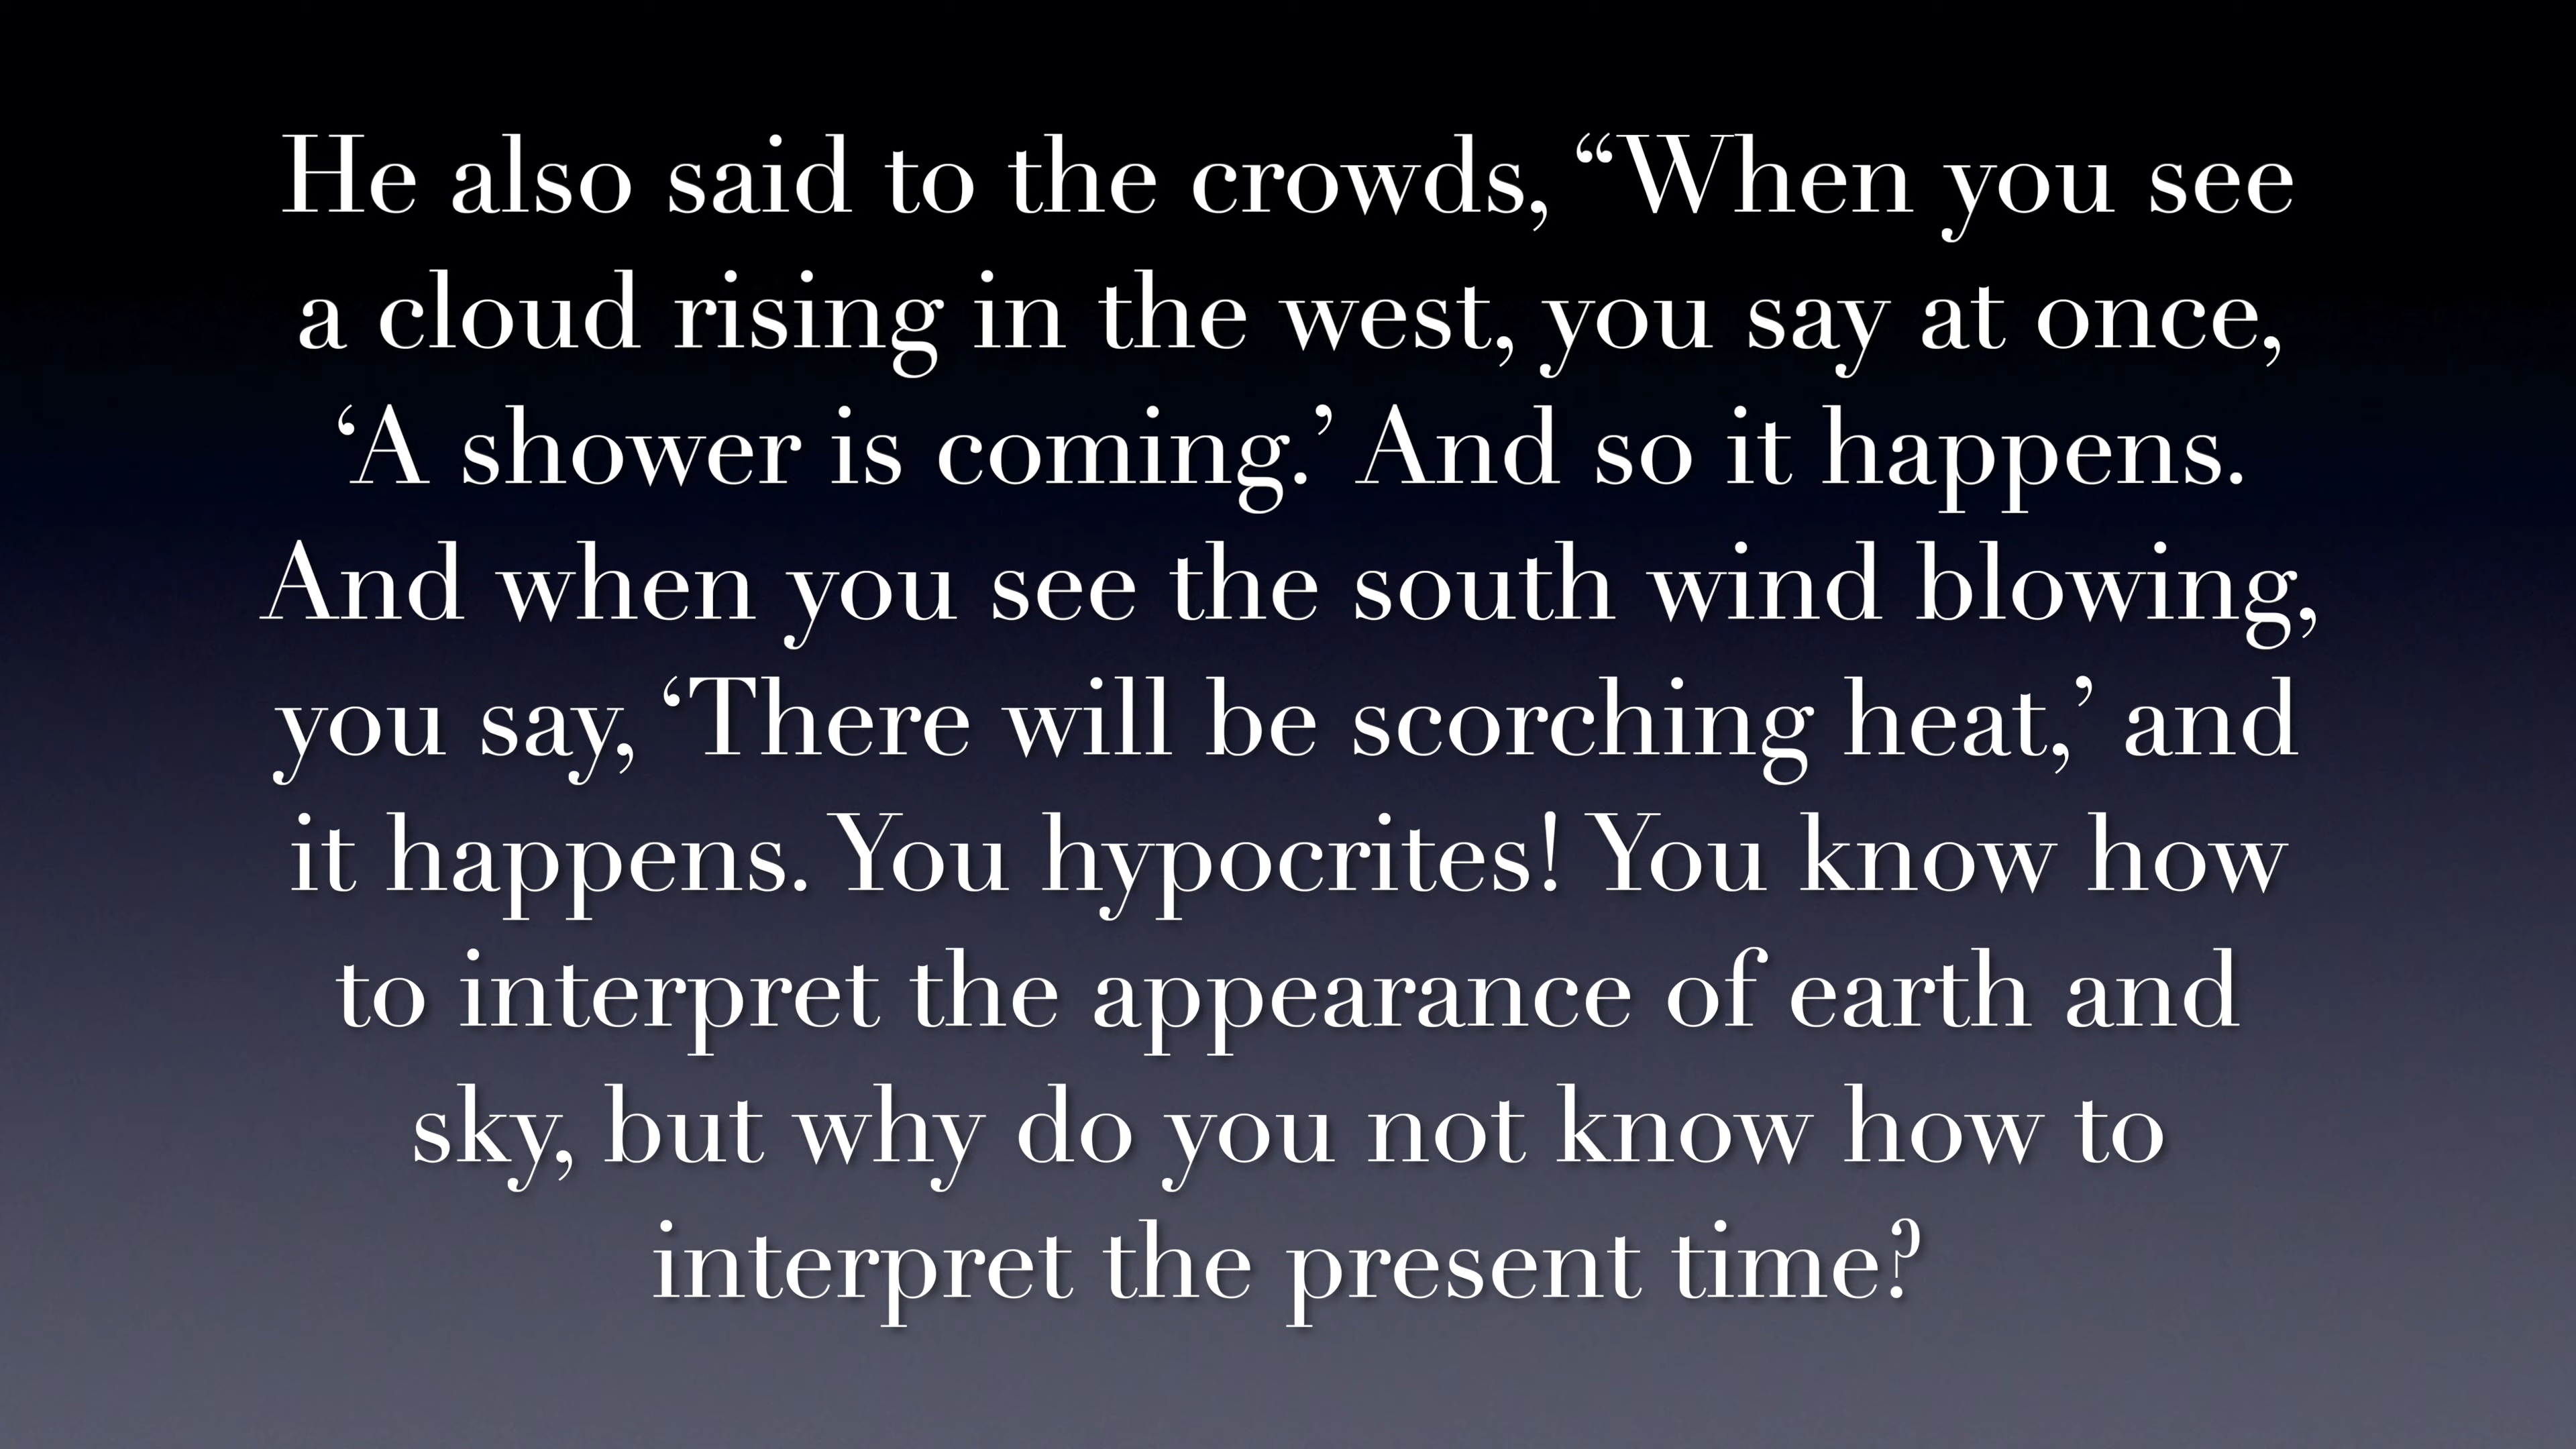 He also said to the crowds, “When you see
a cloud rising in the west, you say at once,
‘A shower is coming.’ And so it happens.
And when you see the south wind blowing,
you say, ‘There will be scorching heat,’ and
it happens. You hypocrites! You know how
to interpret the appearance of earth and
sky, but why do you not know how to
interpret the present time?